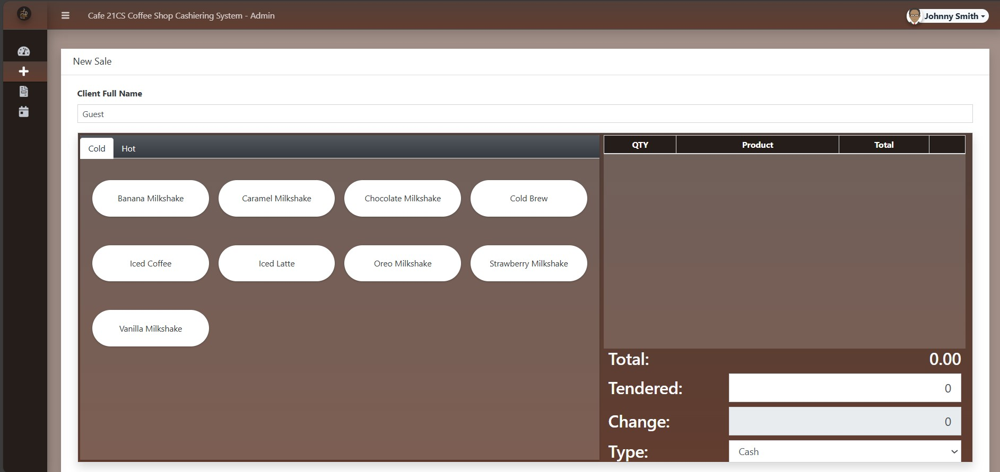 Cafe 21CS Coffee Shop Cashiering System - Admin
Johnny Smith
New Sale
Client Full Name
Guest
Cold Hot
QTY Product Total
Banana Milkshake Caramel Milkshake Chocolate Milkshake Cold Brew
Iced Coffee Iced Latte Oreo Milkshake Strawberry Milkshake
Vanilla Milkshake
Total: 0.00
Tendered: 0
Change: 0
Type: Cash